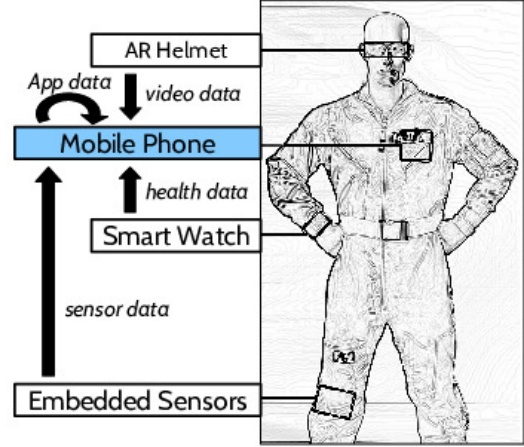 AR Helmet
App data
video data
Mobile Phone
health data
Smart Watch
sensor data
Embedded Sensors